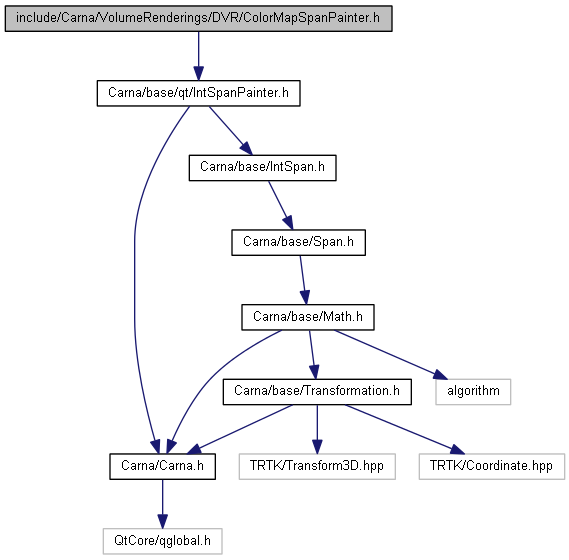 include/Carna/VolumeRenderings/DVR/ColorMapSpanPainter.h
Carna/base/qt/IntSpanPainter.h
Carna/base/IntSpan.h
Carna/base/Span.h
Carna/base/Math.h
Carna/base/Transformation.h
algorithm
Carna/Carna.h
TRTK/Transform3D.hpp
TRTK/Coordinate.hpp
QtCore/qglobal.h